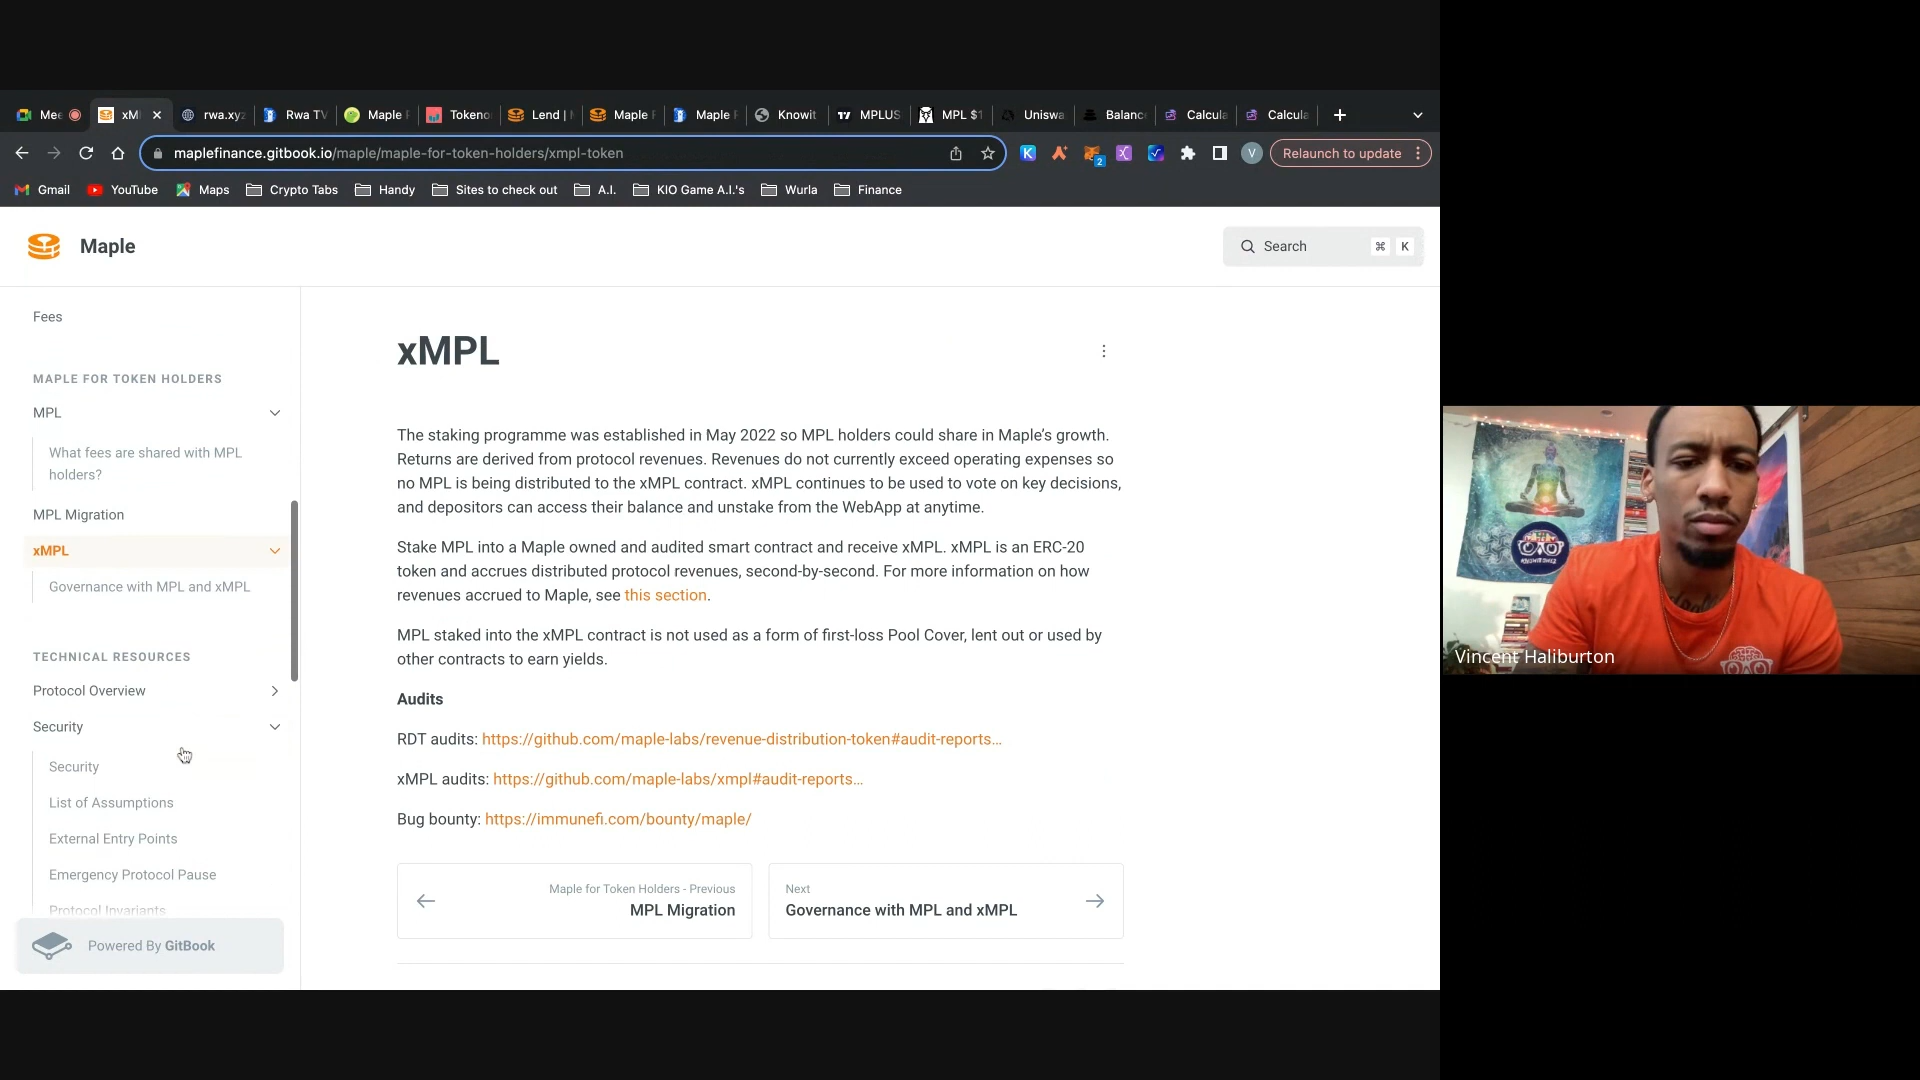 Mee
xMI
rwa.xyz
Rwa TV
Maple F
Tokeno
Lend | M
Maple F
Maple F
Knowit
MPLUS
MPL $1
Uniswa
Balanc
Calcula
Calcula
maplefinance.gitbook.io/maple/maple-for-token-holders/xmpl-token
2
V
Relaunch to update
Gmail
YouTube
Maps
Crypto Tabs
Handy
Sites to check out
A.I.
KIO Game A.I.'s
Wurla
Finance
Maple
Search
⌘ K
Fees
MAPLE FOR TOKEN HOLDERS
MPL
What fees are shared with MPL
holders?
MPL Migration
xMPL
Governance with MPL and xMPL
TECHNICAL RESOURCES
Protocol Overview
Security
Security
List of Assumptions
External Entry Points
Emergency Protocol Pause
Protocol Invariants
Powered By GitBook
xMPL
The staking programme was established in May 2022 so MPL holders could share in Maple’s growth.
Returns are derived from protocol revenues. Revenues do not currently exceed operating expenses so
no MPL is being distributed to the xMPL contract. xMPL continues to be used to vote on key decisions,
and depositors can access their balance and unstake from the WebApp at anytime.
Stake MPL into a Maple owned and audited smart contract and receive xMPL. xMPL is an ERC-20
token and accrues distributed protocol revenues, second-by-second. For more information on how
revenues accrued to Maple, see this section.
MPL staked into the xMPL contract is not used as a form of first-loss Pool Cover, lent out or used by
other contracts to earn yields.
Audits
RDT audits: https://github.com/maple-labs/revenue-distribution-token#audit-reports…
xMPL audits: https://github.com/maple-labs/xmpl#audit-reports…
Bug bounty: https://immunefi.com/bounty/maple/
Maple for Token Holders - Previous
MPL Migration
Next
Governance with MPL and xMPL
Vincent Haliburton